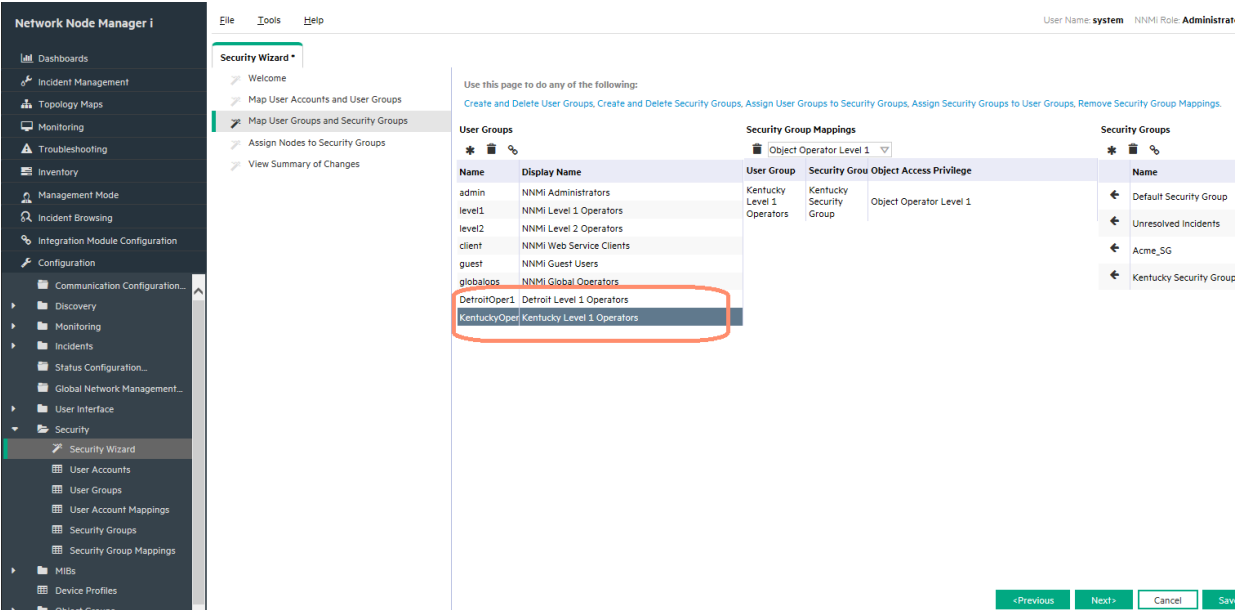 Network Node Manager i
File Tools Help
User Name: system NNMi Role: Administrat
Dashboards
Incident Management
Topology Maps
Monitoring
Troubleshooting
Inventory
Management Mode
Incident Browsing
Integration Module Configuration
Configuration
Communication Configuration...
Discovery
Monitoring
Incidents
Status Configuration...
Global Network Management...
User Interface
Security
Security Wizard
User Accounts
User Groups
User Account Mappings
Security Groups
Security Group Mappings
MIBs
Device Profiles
Object Groups
Security Wizard *
Welcome
Map User Accounts and User Groups
Map User Groups and Security Groups
Assign Nodes to Security Groups
View Summary of Changes
Use this page to do any of the following:
Create and Delete User Groups, Create and Delete Security Groups, Assign User Groups to Security Groups, Assign Security Groups to User Groups, Remove Security Group Mappings.
User Groups
Name Display Name
admin NNMi Administrators
level1 NNMi Level 1 Operators
level2 NNMi Level 2 Operators
client NNMi Web Service Clients
guest NNMi Guest Users
globalops NNMi Global Operators
DetroitOper1 Detroit Level 1 Operators
KentuckyOper Kentucky Level 1 Operators
Security Group Mappings
Object Operator Level 1
User Group Security Grou Object Access Privilege
Kentucky Level 1 Operators Kentucky Security Group Object Operator Level 1
Security Groups
Name
Default Security Group
Unresolved Incidents
Acme_SG
Kentucky Security Group
<Previous Next> Cancel Save